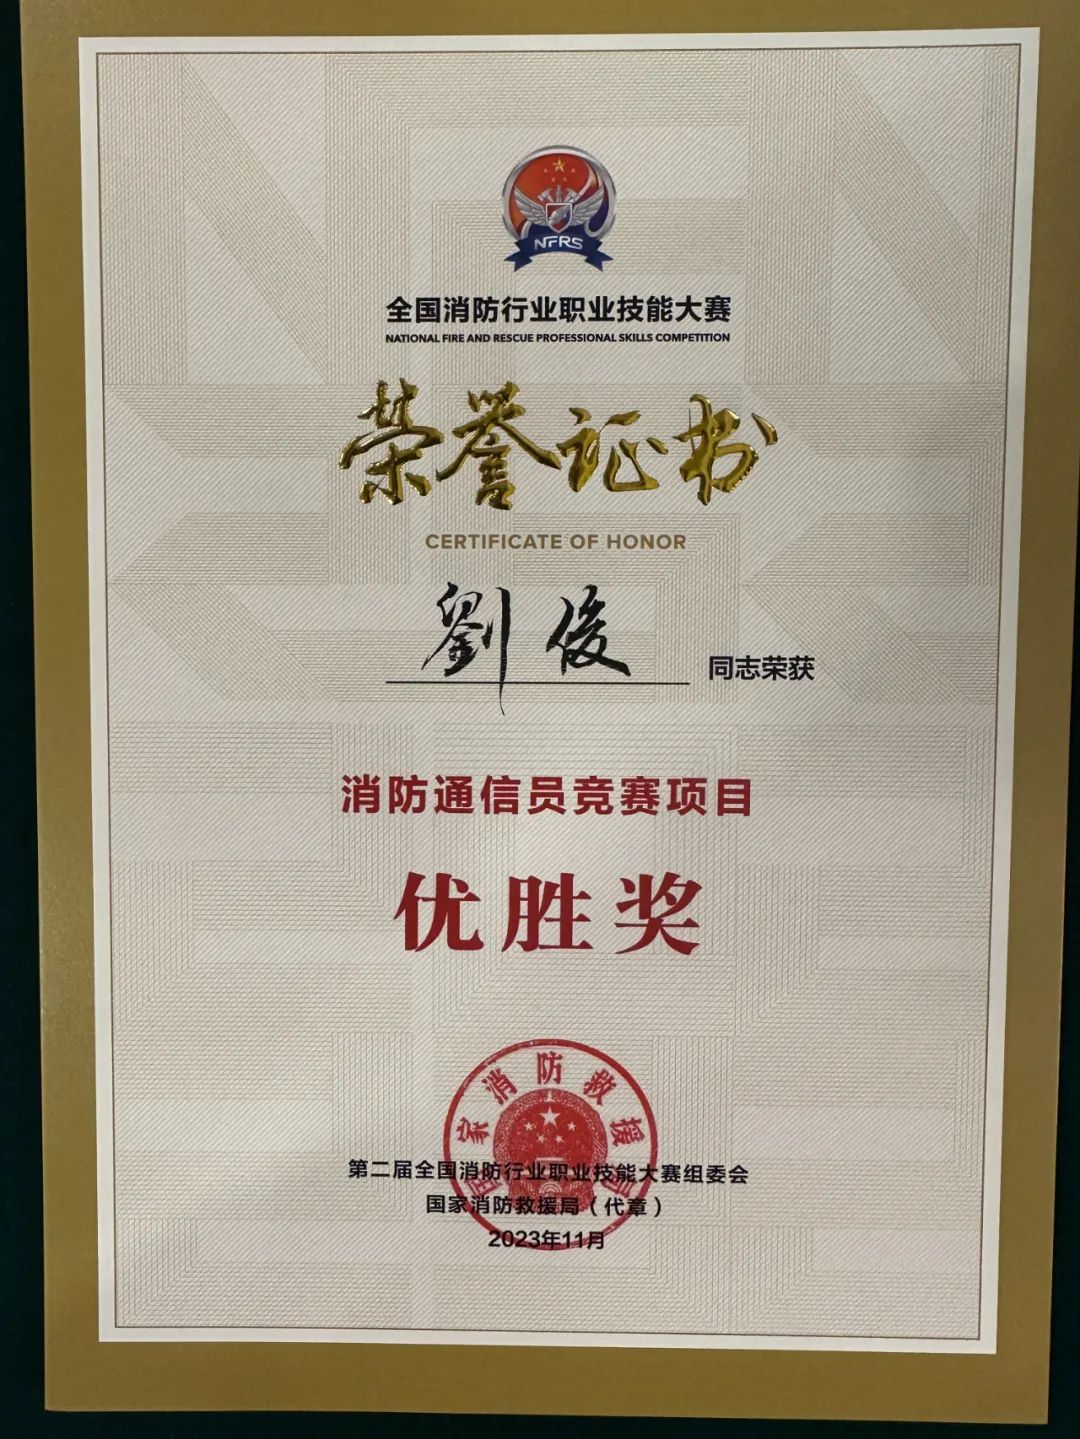 NFRS
全国消防行业职业技能大赛
NATIONAL FIRE AND RESCUE PROFESSIONAL SKILLS COMPETITION
荣誉证书
CERTIFICATE OF HONOR
劉俊 同志荣获
消防通信员竞赛项目
优胜奖
国家消防救援局
第二届全国消防行业职业技能大赛组委会
国家消防救援局（代章）
2023年11月